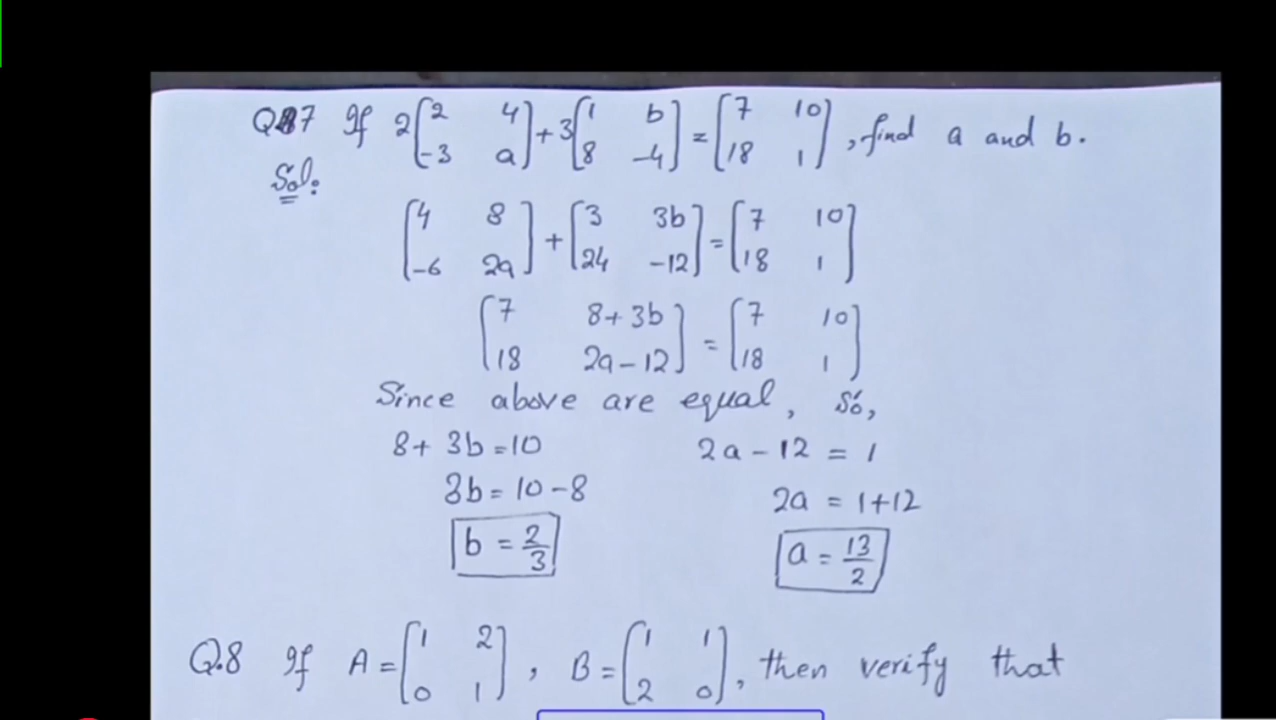 Q.7 If 2[2 4; -3 a] + 3[1 b; 8 -4] = [7 10; 18 1], find a and b.
Sol:
[4 8; -6 2a] + [3 3b; 24 -12] = [7 10; 18 1]
[7 8+3b; 18 2a-12] = [7 10; 18 1]
Since above are equal, So,
8+3b=10 2a-12=1
3b=10-8 2a=1+12
b=2/3 a=13/2
Q.8 If A=[1 2; 0 1], B=[1 1; 2 0], then verify that